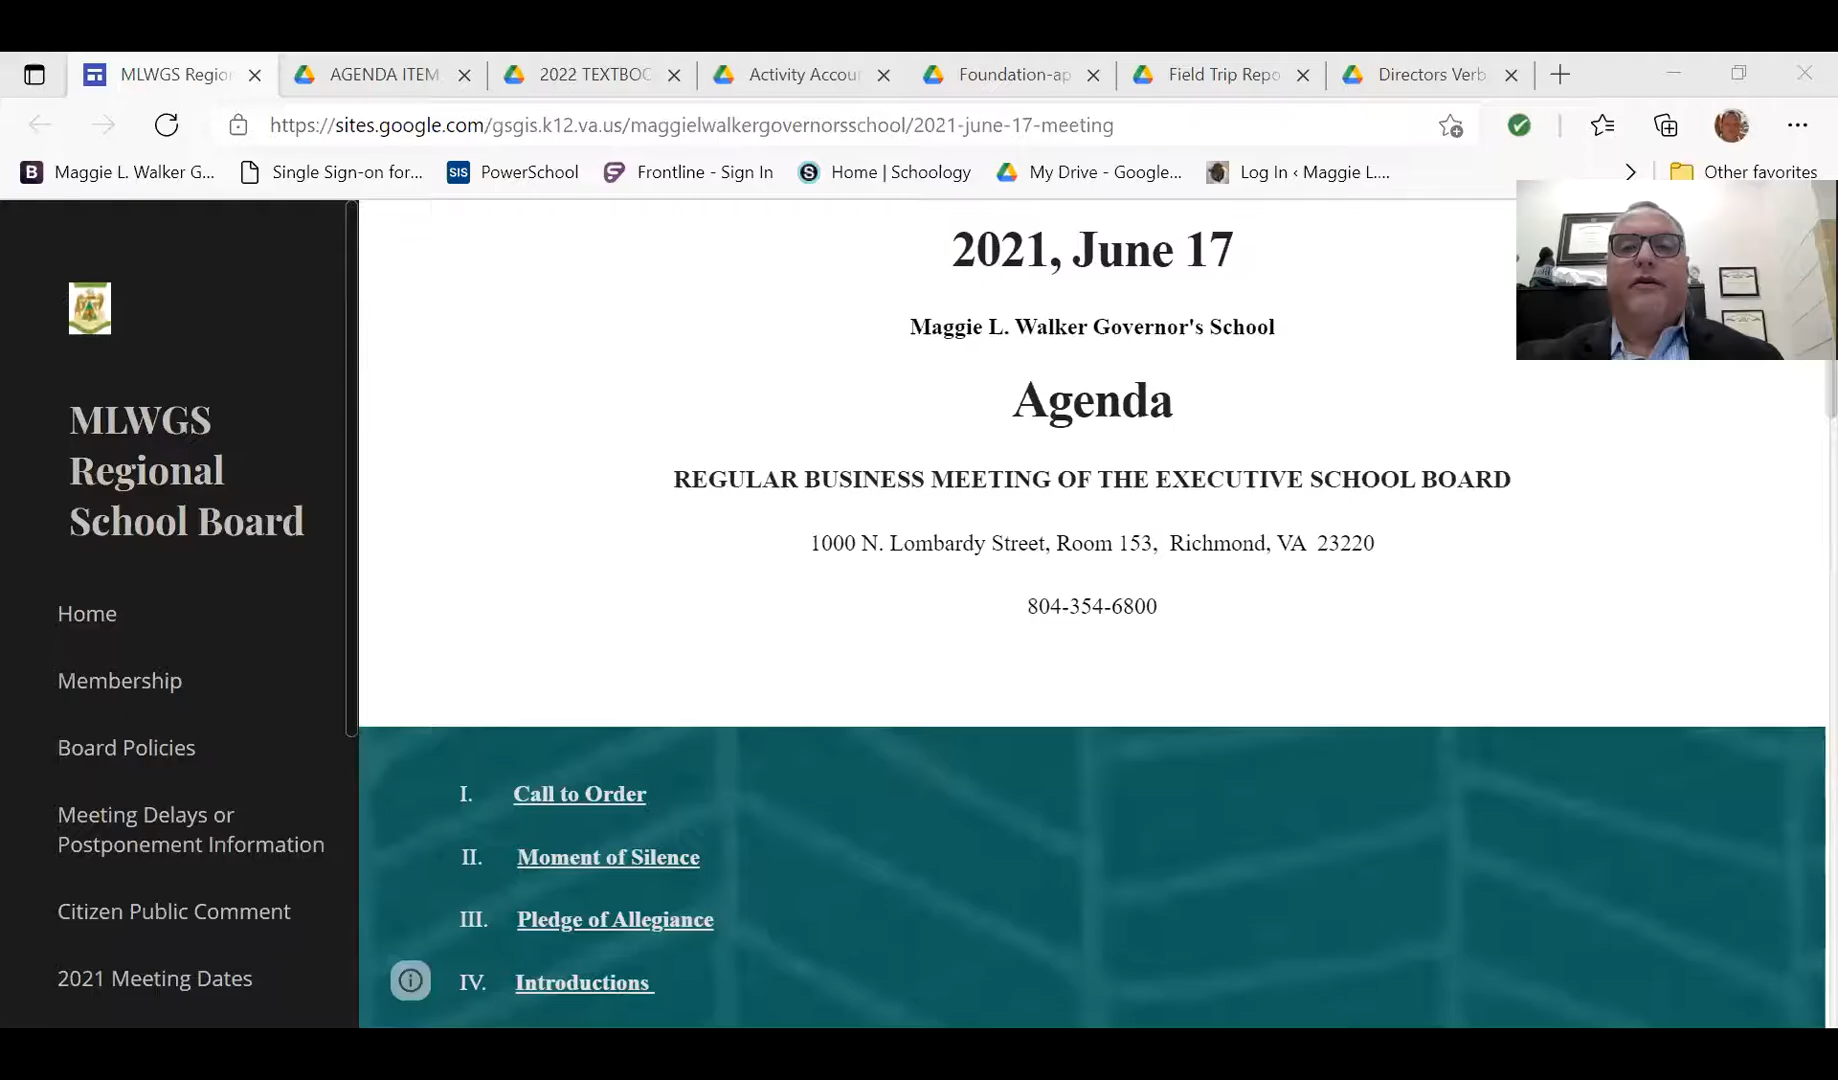 MLWGS Regio
AGENDA ITEM
2022 TEXTBOO
Activity Accour
Foundation-ap
Field Trip Repo
Directors Verb
https://sites.google.com/gsgis.k12.va.us/maggielwalkergovernorsschool/2021-june-17-meeting
Maggie L. Walker G...
Single Sign-on for...
SIS
PowerSchool
Frontline - Sign In
Home | Schoology
My Drive - Google...
Log In ‹ Maggie L....
Other favorites
MLWGS
Regional
School Board
Home
Membership
Board Policies
Meeting Delays or
Postponement Information
Citizen Public Comment
2021 Meeting Dates
2021, June 17
Maggie L. Walker Governor's School
Agenda
REGULAR BUSINESS MEETING OF THE EXECUTIVE SCHOOL BOARD
1000 N. Lombardy Street, Room 153, Richmond, VA 23220
804-354-6800
I. Call to Order
II. Moment of Silence
III. Pledge of Allegiance
IV. Introductions